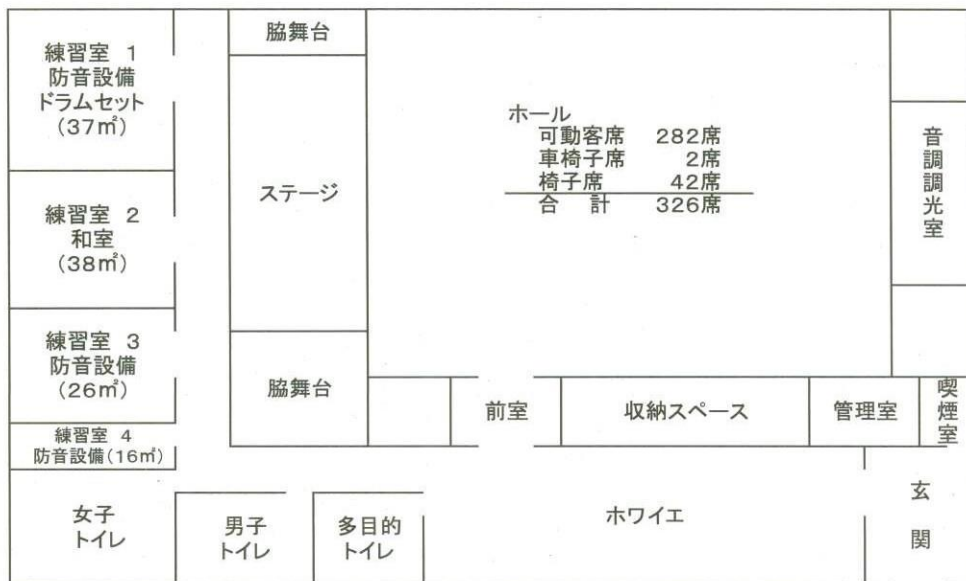 練習室 1
防音設備
ドラムセット
(37㎡)
練習室 2
和室
(38㎡)
練習室 3
防音設備
(26㎡)
練習室 4
防音設備(16㎡)
女子
トイレ
男子
トイレ
多目的
トイレ
脇舞台
ステージ
脇舞台
ホール
可動客席 282席
車椅子席 2席
椅子席 42席
合 計 326席
音調調光室
前室
収納スペース
管理室
喫煙室
ホワイエ
玄関